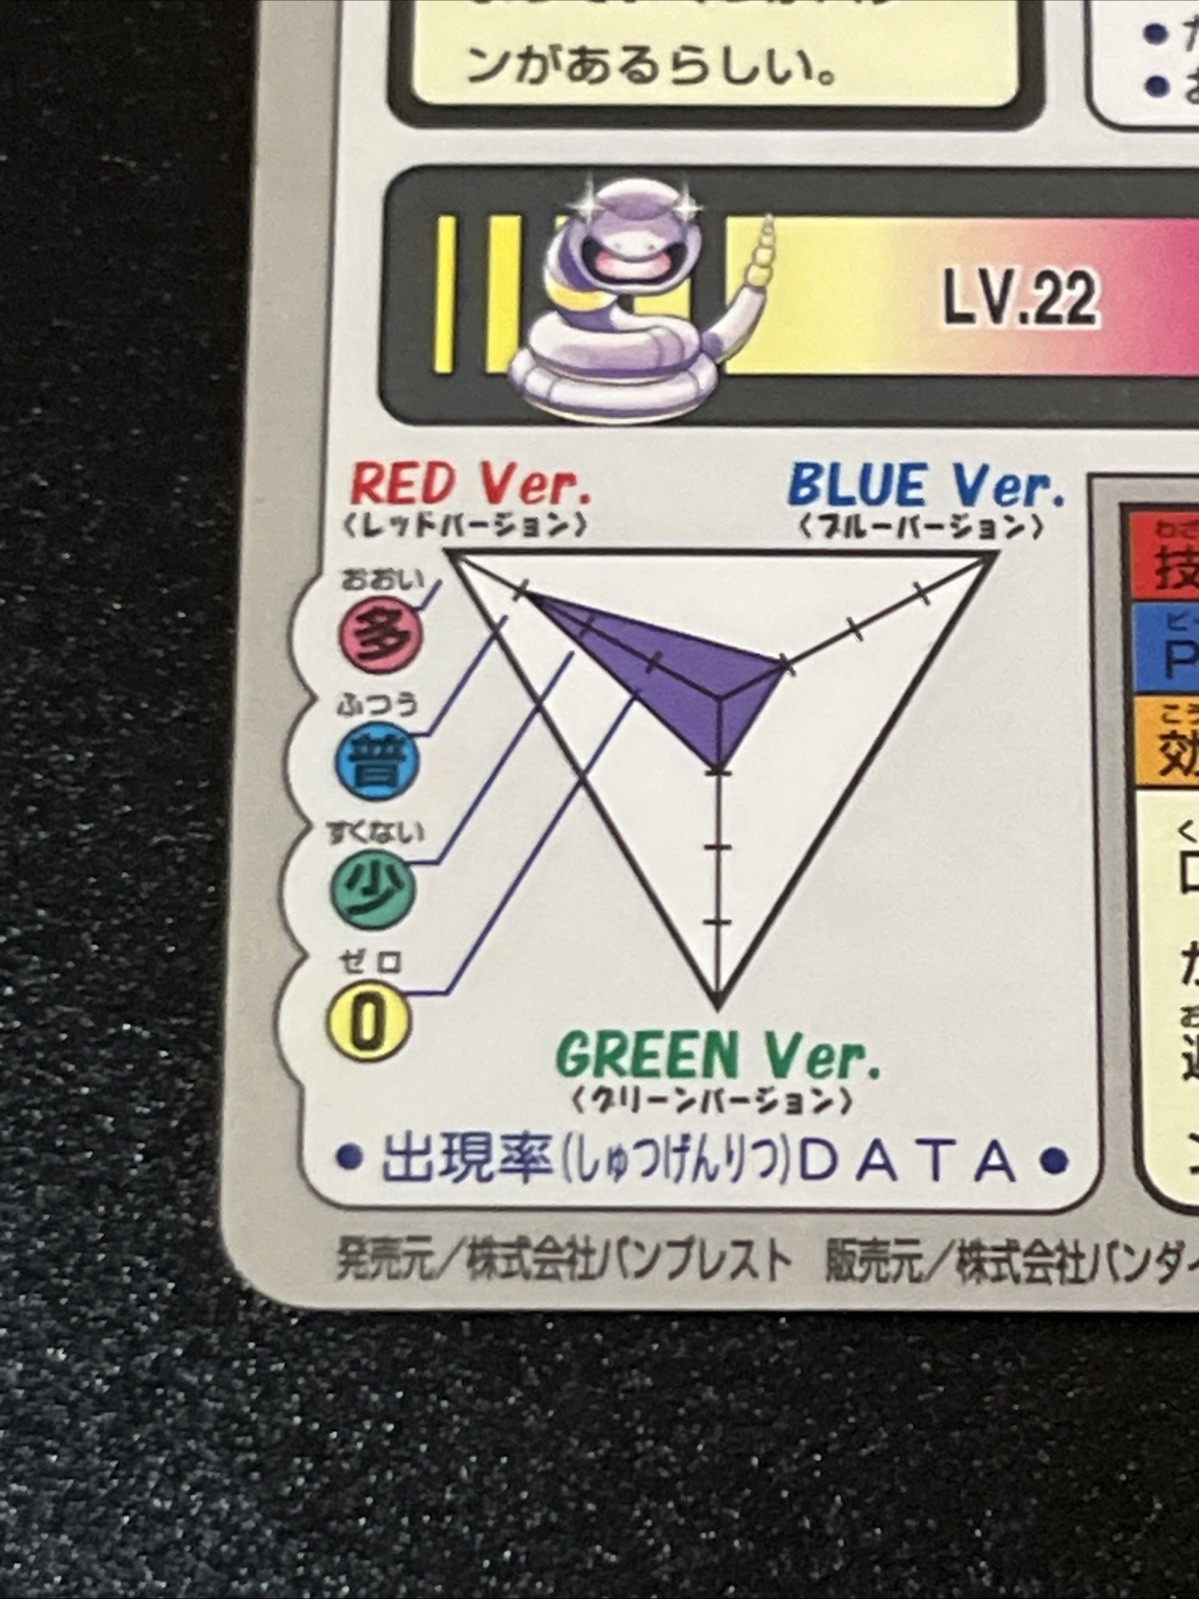 ンがあるらしい。
LV.22
RED Ver.
〈レッドバージョン〉
BLUE Ver.
〈ブルーバージョン〉
おおい
多
ふつう
普
すくない
少
ゼロ
0
GREEN Ver.
〈グリーンバージョン〉
●出現率(しゅつげんりつ)DATA●
わざ
技
P
効
発売元／株式会社バンプレスト 販売元／株式会社バンダイ